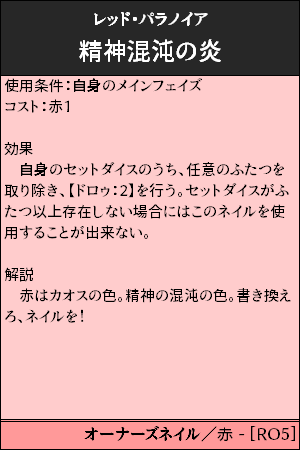 レッド・パラノイア
精神混沌の炎
使用条件：自身のメインフェイズ
コスト：赤1
効果
　自身のセットダイスのうち、任意のふたつを
取り除き、【ドロゥ：2】を行う。セットダイスがふ
たつ以上存在しない場合にはこのネイルを使
用することが出来ない。
解説
　赤はカオスの色。精神の混沌の色。書き換え
ろ、ネイルを！
オーナーズネイル／赤 - [RO5]